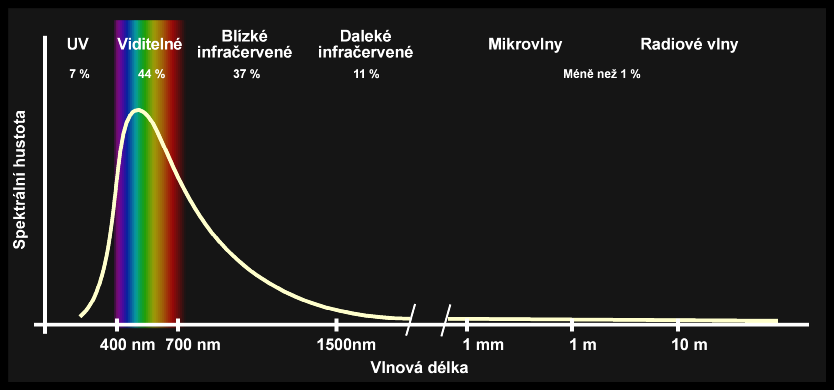 UV
Viditelné
Blízké
infračervené
Daleké
infračervené
Mikrovlny
Radiové vlny
7 %
44 %
37 %
11 %
Méně než 1 %
Spektrální hustota
400 nm
700 nm
1500nm
1 mm
1 m
10 m
Vlnová délka